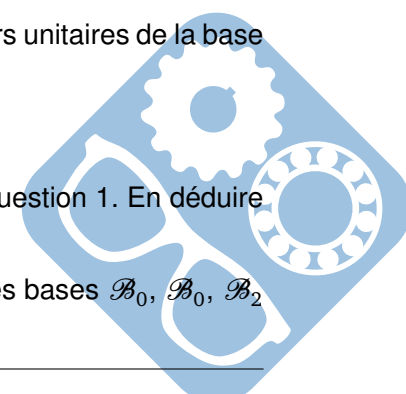 rs unitaires de la base
uestion 1. En déduire
es bases ℬ₀, ℬ₀, ℬ₂